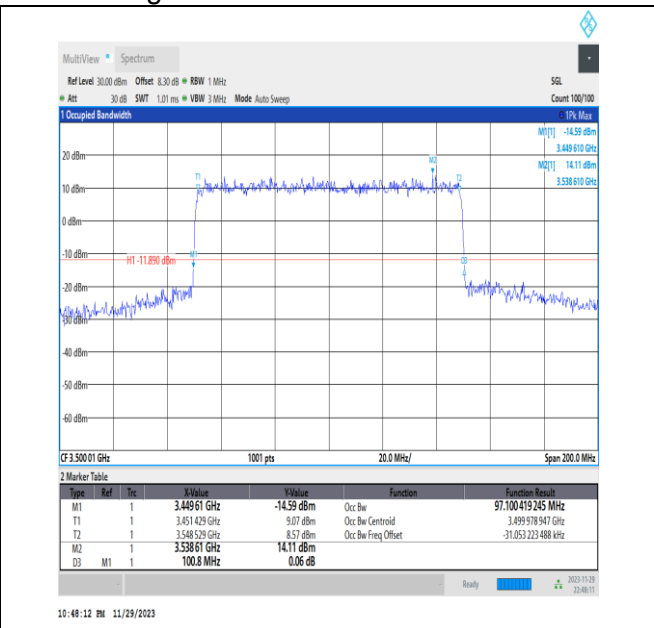 MultiView Spectrum
Ref Level 30.00 dBm Offset 8.30 dB RBW 1 MHz SGL
Att 30 dB SWT 1.01 ms VBW 3 MHz Mode Auto Sweep Count 100/100
1 Occupied Bandwidth 1Pk Max
M1[1] -14.59 dBm
3.449 610 GHz
M2[1] 14.11 dBm
3.538 610 GHz
20 dBm
M2
T1 T2
10 dBm
0 dBm
-10 dBm
M1
H1 -11.890 dBm D3
-20 dBm
-30 dBm
-40 dBm
-50 dBm
-60 dBm
CF 3.500 01 GHz 1001 pts 20.0 MHz/ Span 200.0 MHz
2 Marker Table
Type Ref Trc X-Value Y-Value Function Function Result
M1 1 3.449 61 GHz -14.59 dBm Occ Bw 97.100 419 245 MHz
T1 1 3.451 429 GHz 9.07 dBm Occ Bw Centroid 3.499 978 947 GHz
T2 1 3.548 529 GHz 8.57 dBm Occ Bw Freq Offset -31.053 223 488 kHz
M2 1 3.538 61 GHz 14.11 dBm
D3 M1 1 100.8 MHz 0.06 dB
Ready 2023-11-29
22:48:11
10:48:12 PM 11/29/2023